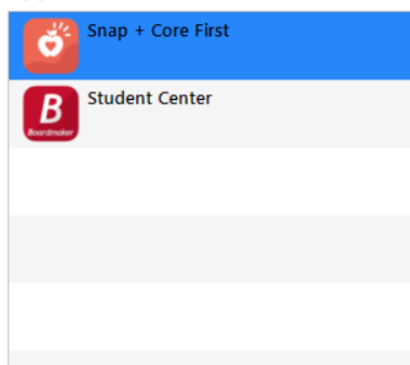 Snap + Core First
Student Center
B
Boardmaker